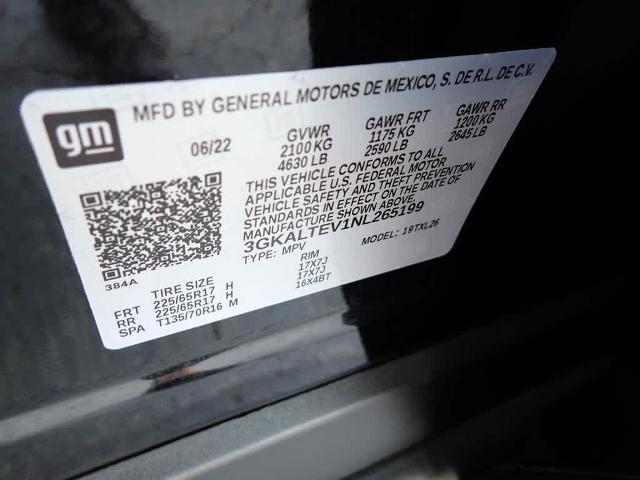 gm
MFD BY GENERAL MOTORS DE MEXICO, S. DE R.L. DE C.V.
06/22 GVWR GAWR FRT GAWR RR
2100 KG 1175 KG 1200 KG
4630 LB 2590 LB 2645 LB
THIS VEHICLE CONFORMS TO ALL
APPLICABLE U.S. FEDERAL MOTOR
VEHICLE SAFETY AND THEFT PREVENTION
STANDARDS IN EFFECT ON THE DATE OF
MANUFACTURE SHOWN ABOVE.
3GKALTEV1NL265199
TYPE: MPV MODEL: 19TXL26
384A
TIRE SIZE RIM
FRT 225/65R17 H 17X7J
RR 225/65R17 H 17X7J
SPA T135/70R16 M 16X4BT